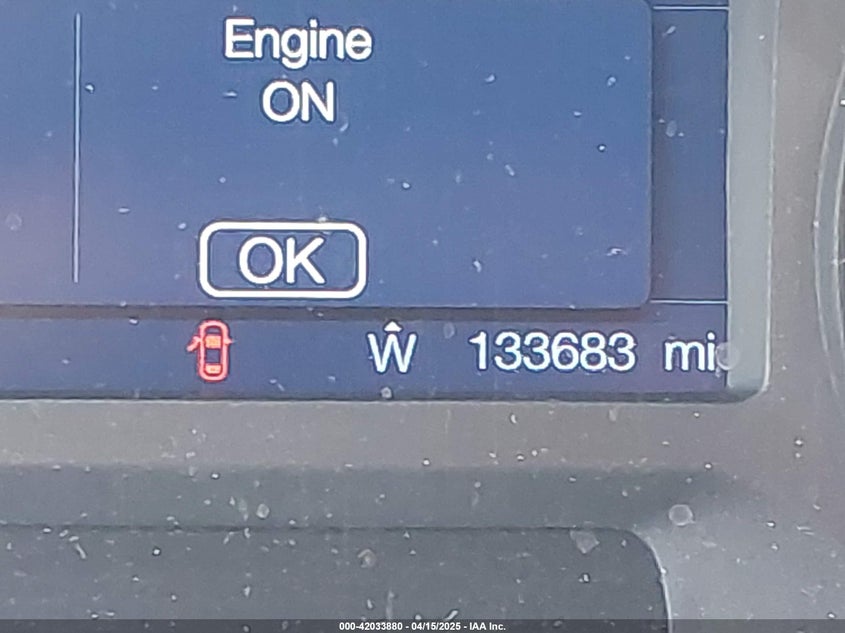 Engine
ON
OK
W 133683 mi
000-42033880 - 04/15/2025 - IAA Inc.